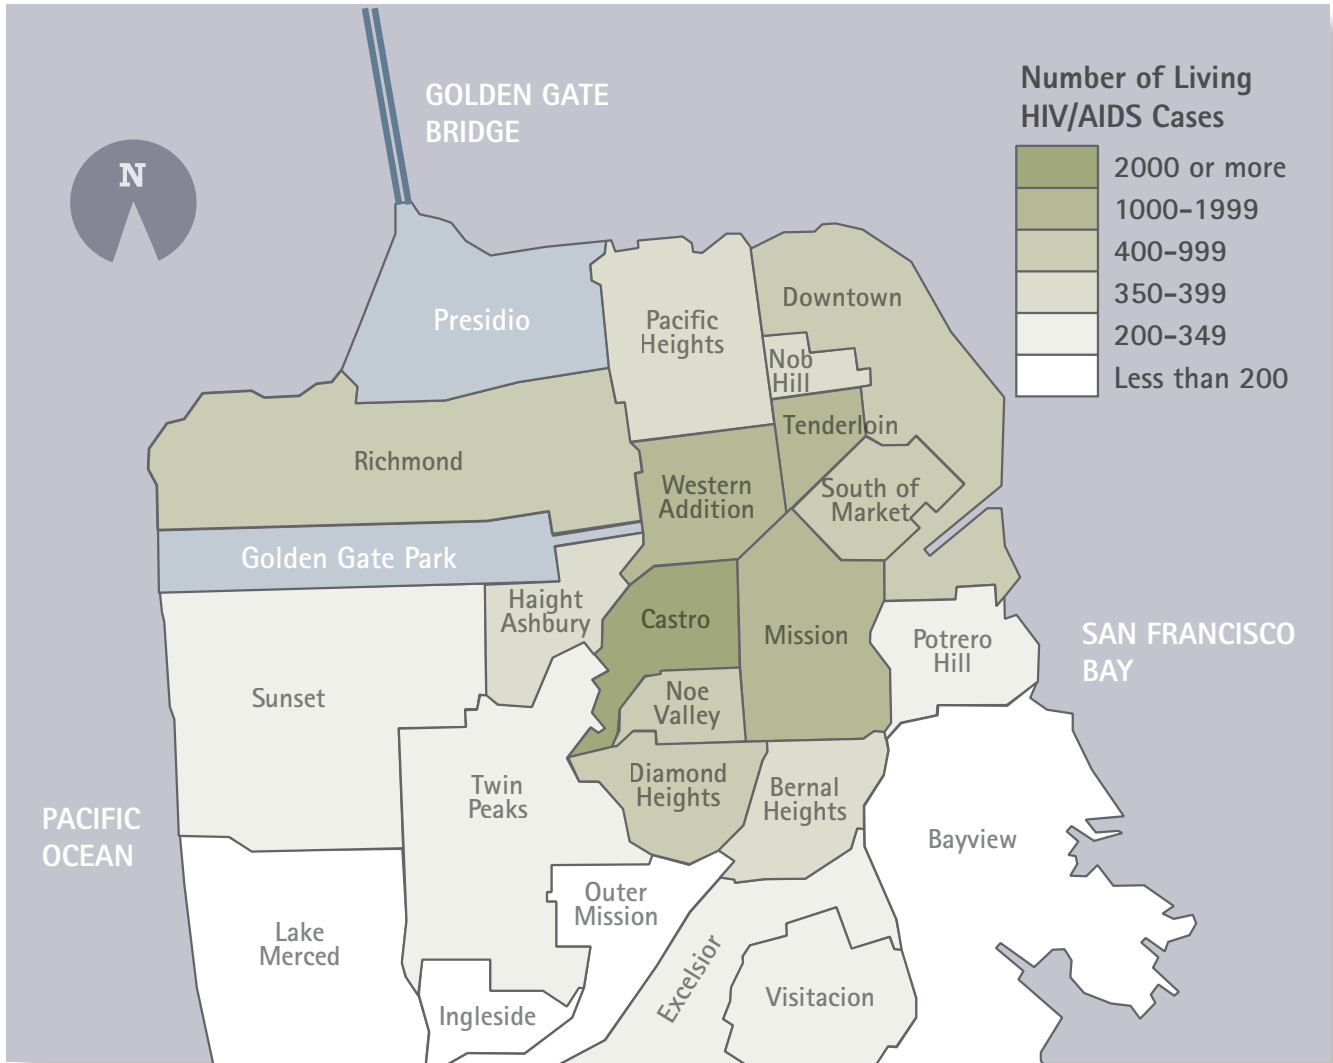 GOLDEN GATE
BRIDGE
N
Number of Living
HIV/AIDS Cases
2000 or more
1000–1999
400–999
350–399
200–349
Less than 200
Presidio
Pacific
Heights
Downtown
Nob
Hill
Tenderloin
Richmond
Western
Addition
South of
Market
Golden Gate Park
Haight
Ashbury
Castro
Mission
Potrero
Hill
SAN FRANCISCO
BAY
Sunset
Noe
Valley
Twin
Peaks
Diamond
Heights
Bernal
Heights
PACIFIC
OCEAN
Bayview
Outer
Mission
Lake
Merced
Excelsior
Visitacion
Ingleside